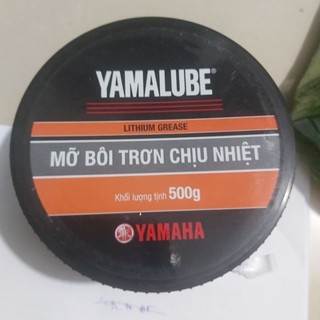 YAMALUBE®
LITHIUM GREASE
MỠ BÔI TRƠN CHỊU NHIỆT
Khối lượng tịnh 500g
YAMAHA